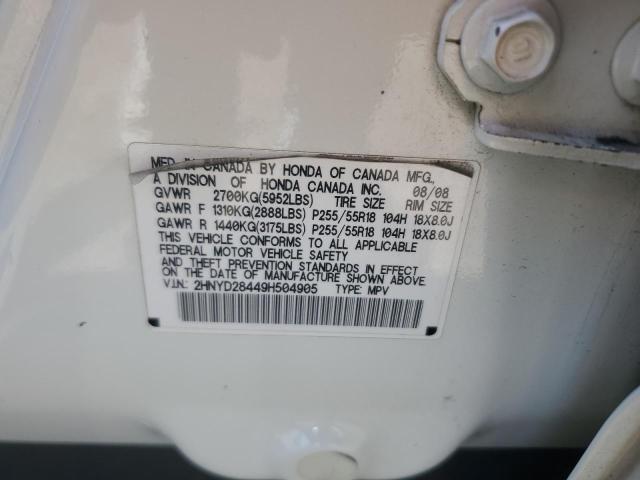 MFD. IN CANADA BY HONDA OF CANADA MFG.,
A DIVISION OF HONDA CANADA INC. 08/08
GVWR 2700KG(5952LBS) TIRE SIZE RIM SIZE
GAWR F 1310KG(2888LBS) P255/55R18 104H 18X8.0J
GAWR R 1440KG(3175LBS) P255/55R18 104H 18X8.0J
THIS VEHICLE CONFORMS TO ALL APPLICABLE
FEDERAL MOTOR VEHICLE SAFETY
AND THEFT PREVENTION STANDARDS IN EFFECT
ON THE DATE OF MANUFACTURE SHOWN ABOVE
V.I.N: 2HNYD28449H504905 TYPE: MPV